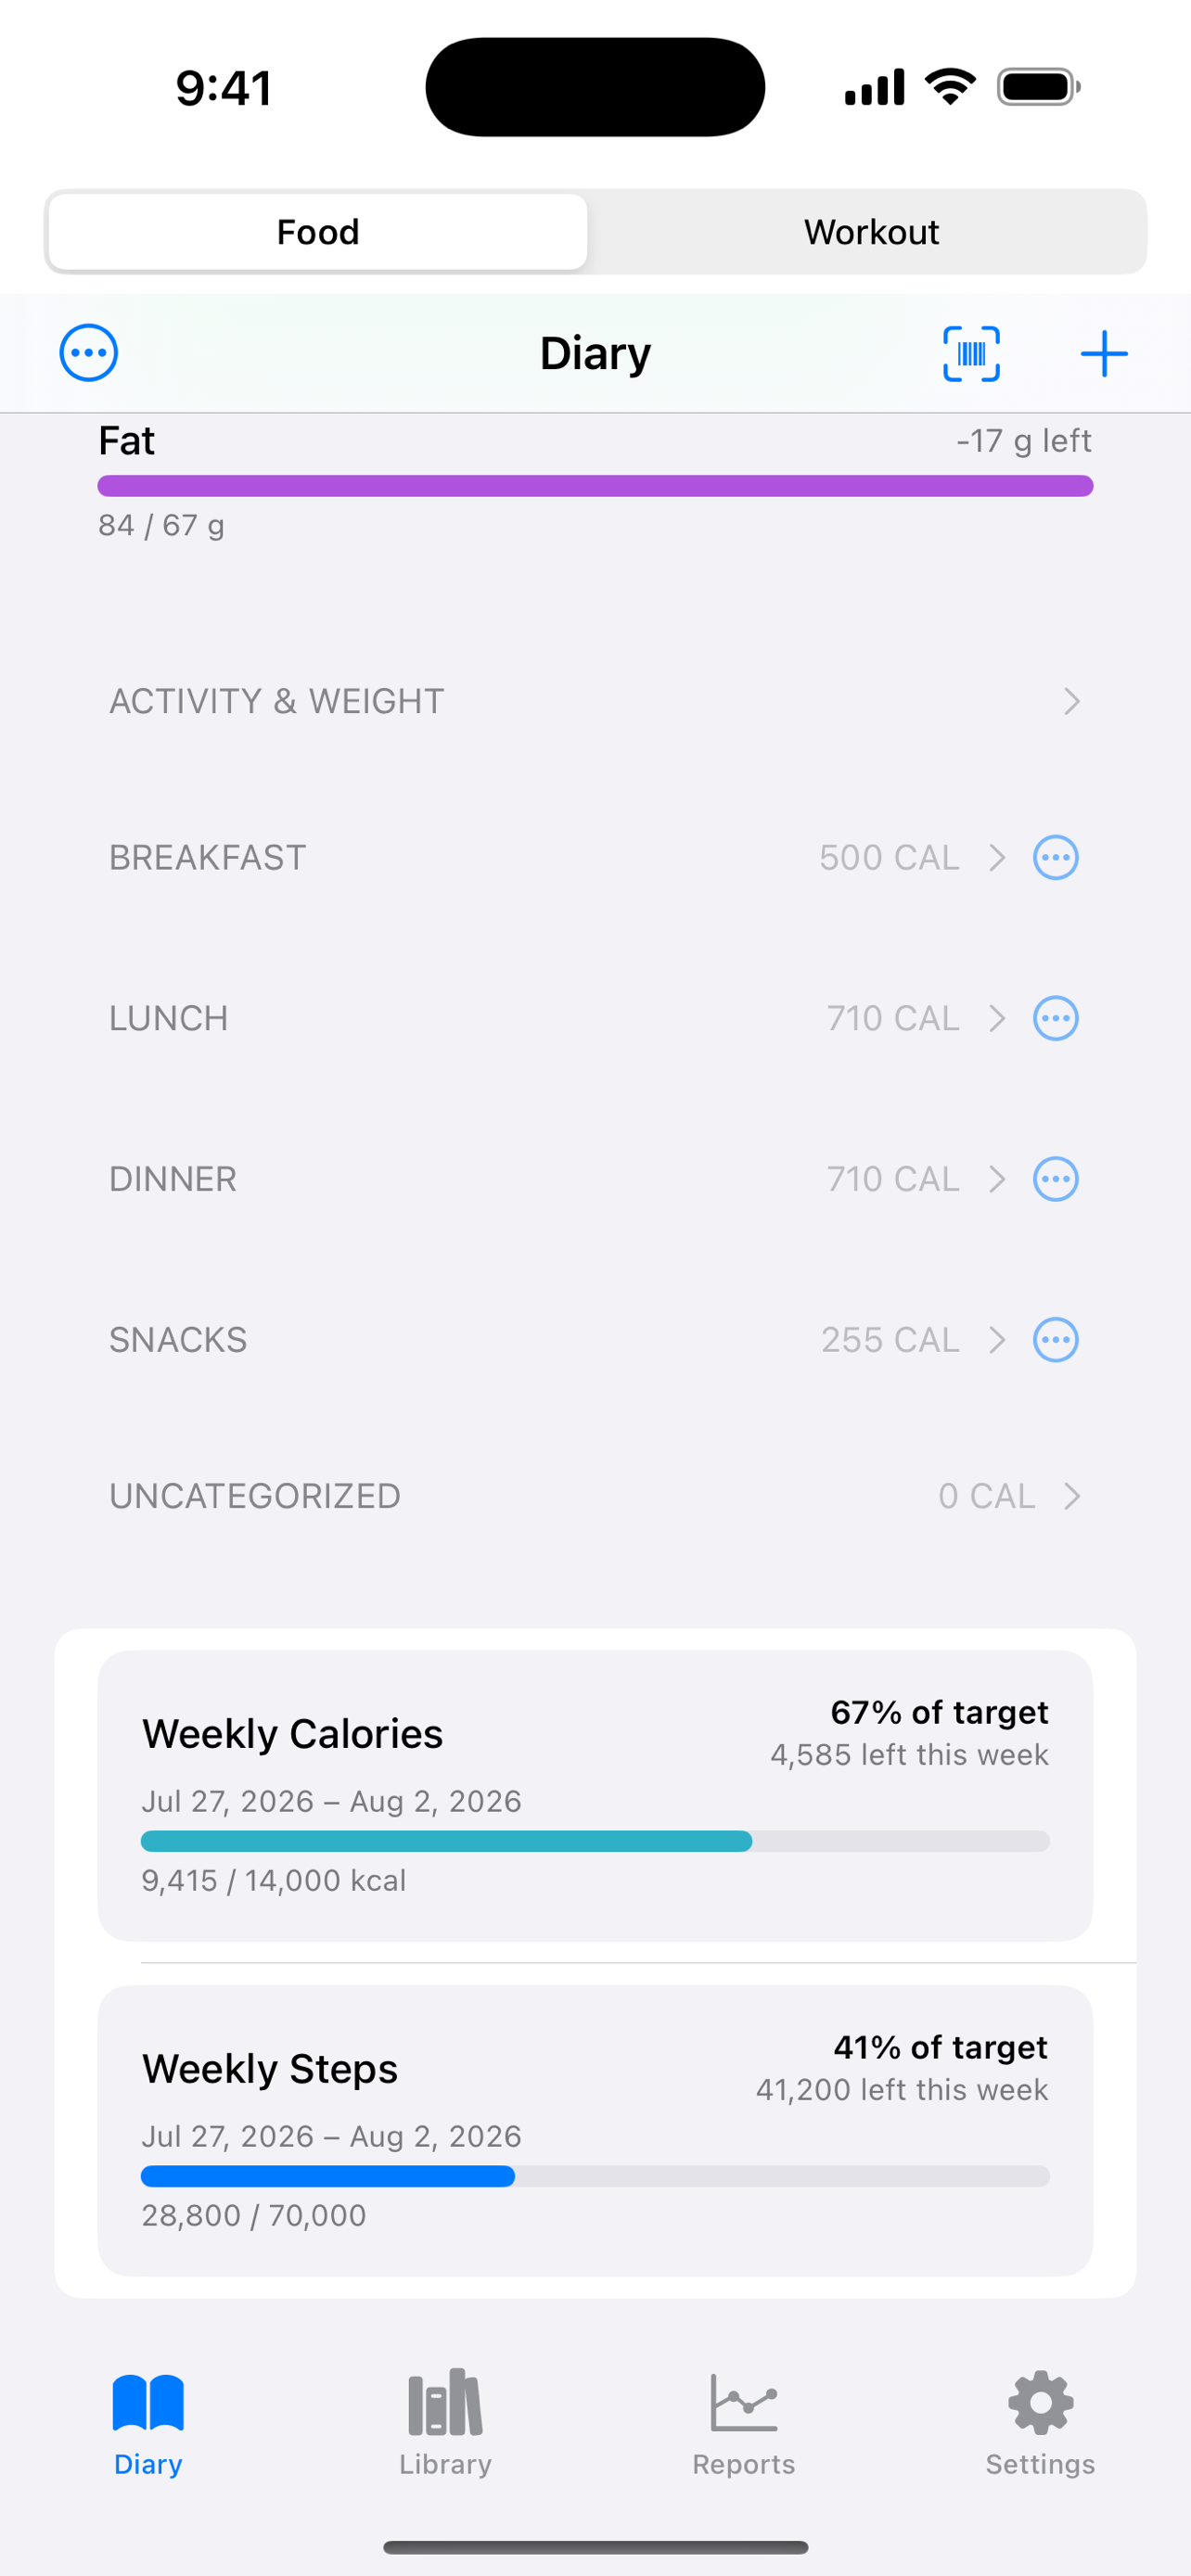 9:41
Food
Workout
Diary
Fat
-17 g left
84 / 67 g
ACTIVITY & WEIGHT
BREAKFAST
500 CAL
LUNCH
710 CAL
DINNER
710 CAL
SNACKS
255 CAL
UNCATEGORIZED
0 CAL
Weekly Calories
67% of target
4,585 left this week
Jul 27, 2026 – Aug 2, 2026
9,415 / 14,000 kcal
Weekly Steps
41% of target
41,200 left this week
Jul 27, 2026 – Aug 2, 2026
28,800 / 70,000
Diary
Library
Reports
Settings